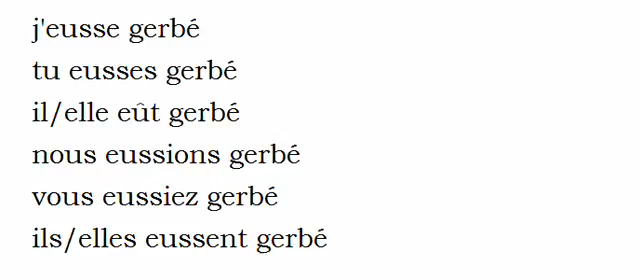 j'eusse gerbé
tu eusses gerbé
il/elle eût gerbé
nous eussions gerbé
vous eussiez gerbé
ils/elles eussent gerbé